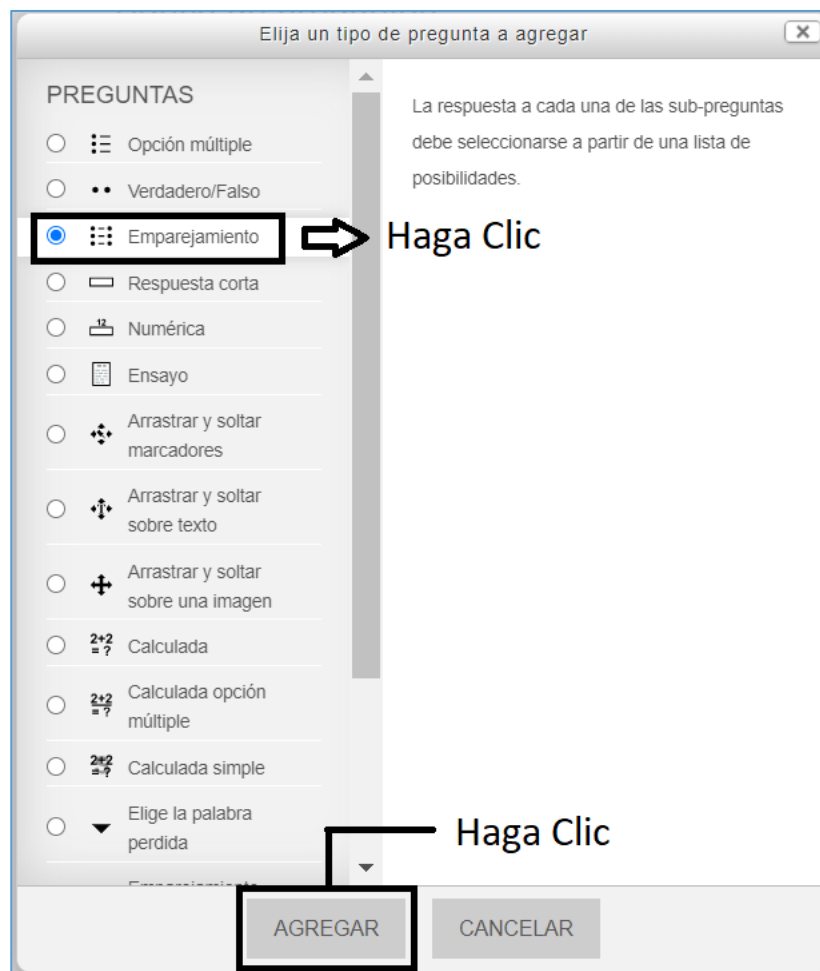 Elija un tipo de pregunta a agregar
PREGUNTAS
Opción múltiple
Verdadero/Falso
Emparejamiento
Respuesta corta
12
Numérica
Ensayo
Arrastrar y soltar
marcadores
Arrastrar y soltar
sobre texto
Arrastrar y soltar
sobre una imagen
2+2
= ?
Calculada
2+2
= ?
Calculada opción
múltiple
2+2
= ?
Calculada simple
Elige la palabra
perdida
La respuesta a cada una de las sub-preguntas
debe seleccionarse a partir de una lista de
posibilidades.
Haga Clic
Haga Clic
AGREGAR
CANCELAR